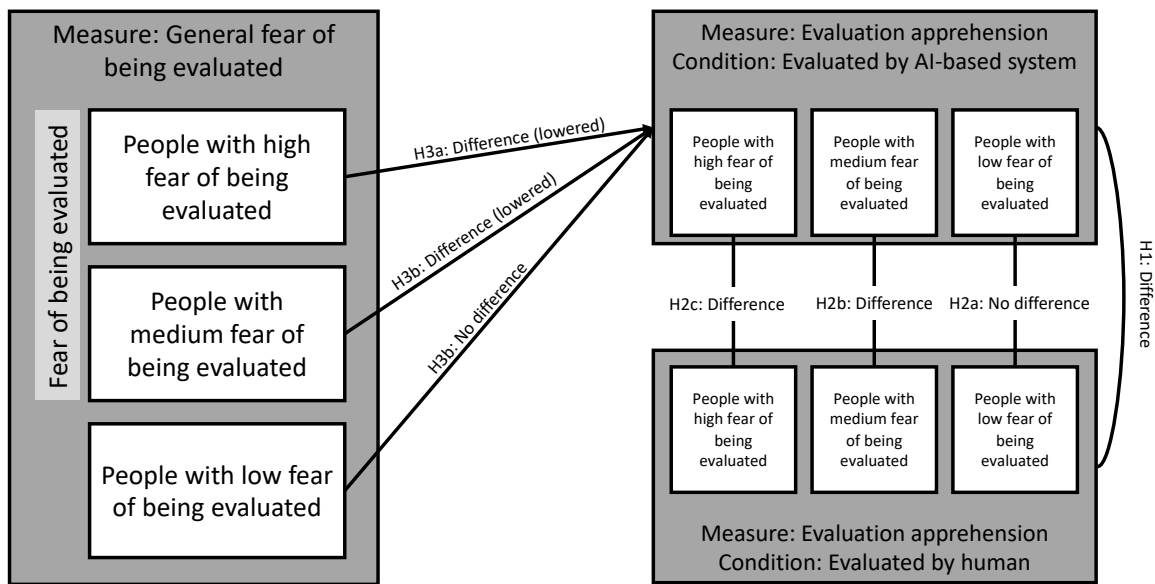 Measure: General fear of
being evaluated
Fear of being evaluated
People with high
fear of being
evaluated
People with
medium fear of
being evaluated
People with low fear
of being evaluated
H3a: Difference (lowered)
H3b: Difference (lowered)
H3b: No difference
Measure: Evaluation apprehension
Condition: Evaluated by AI-based system
People with
high fear of
being
evaluated
People with
medium fear
of being
evaluated
People with
low fear of
being
evaluated
H2c: Difference
H2b: Difference
H2a: No difference
H1: Difference
People with
high fear of
being
evaluated
People with
medium fear
of being
evaluated
People with
low fear of
being
evaluated
Measure: Evaluation apprehension
Condition: Evaluated by human